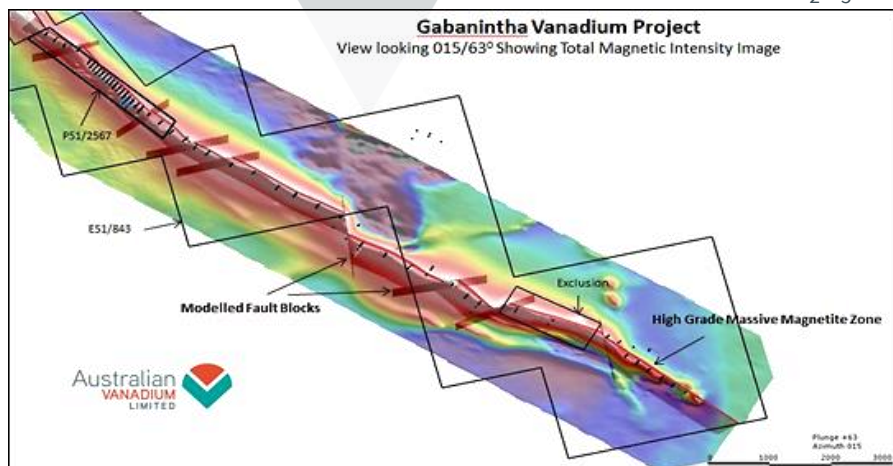 Gabanintha Vanadium Project
View looking 015/63° Showing Total Magnetic Intensity Image
P51/2567
E51/843
Modelled Fault Blocks
Exclusion
High Grade Massive Magnetite Zone
Australian
VANADIUM
LIMITED
Plunge +63
Azimuth 015
0 1000 2000 3000